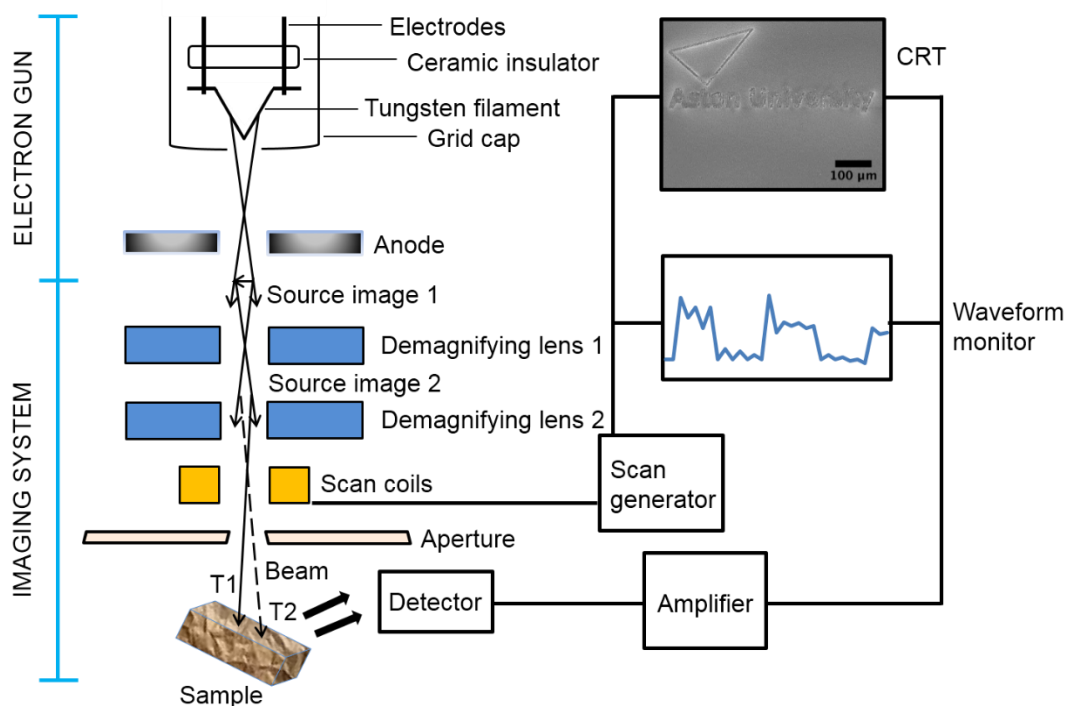 ELECTRON GUN
IMAGING SYSTEM
Electrodes
Ceramic insulator
Tungsten filament
Grid cap
Anode
Source image 1
Demagnifying lens 1
Source image 2
Demagnifying lens 2
Scan coils
Aperture
Beam
T1
T2
Sample
Detector
Amplifier
Scan
generator
Waveform
monitor
CRT
Aston University
100 μm